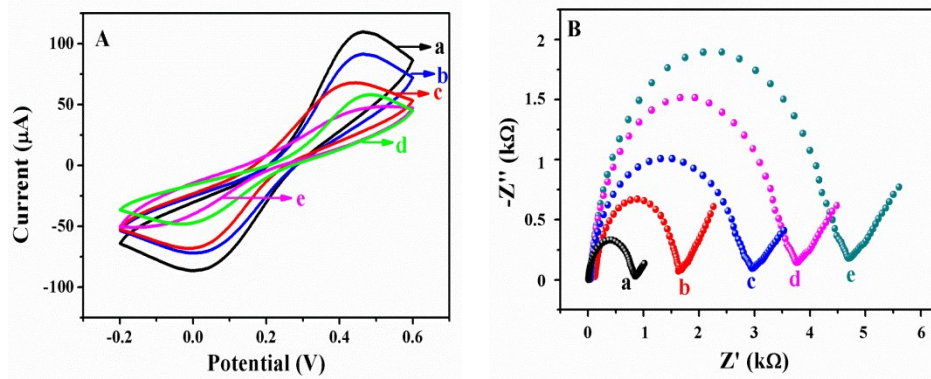 A
a
b
c
d
e
100
50
0
-50
-100
-0.2
0.0
0.2
0.4
0.6
Current (µA)
Potential (V)
B
2
1.5
1
0.5
0
0
1
2
3
4
5
6
a
b
c
d
e
-Z'' (kΩ)
Z' (kΩ)